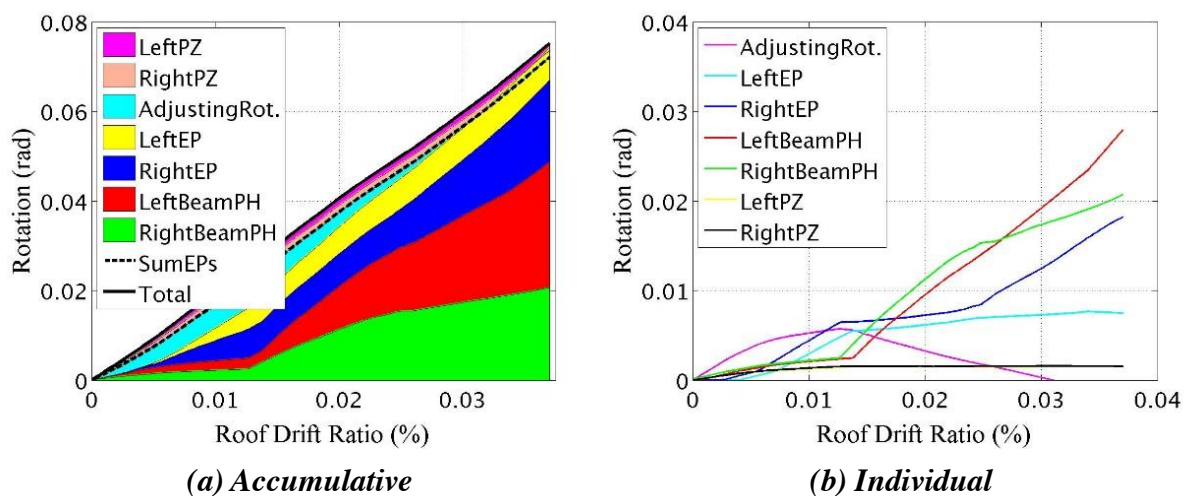 0.08
0.06
0.04
0.02
0
Rotation (rad)
LeftPZ
RightPZ
AdjustingRot.
LeftEP
RightEP
LeftBeamPH
RightBeamPH
SumEPs
Total
0 0.01 0.02 0.03
Roof Drift Ratio (%)
(a) Accumulative
0.04
0.03
0.02
0.01
0
Rotation (rad)
AdjustingRot.
LeftEP
RightEP
LeftBeamPH
RightBeamPH
LeftPZ
RightPZ
0 0.01 0.02 0.03 0.04
Roof Drift Ratio (%)
(b) Individual